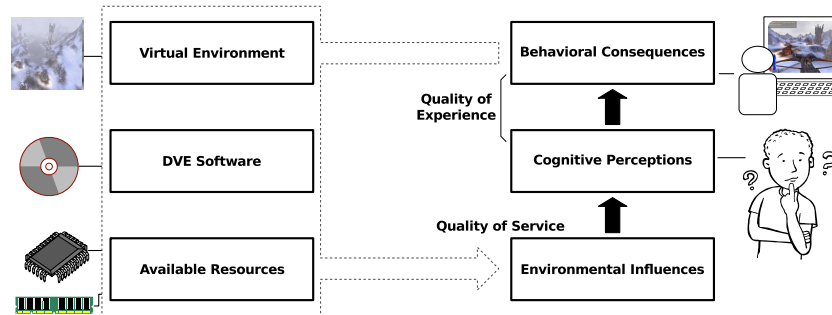 Virtual Environment
Behavioral Consequences
Quality of
Experience
DVE Software
Cognitive Perceptions
?
?
Quality of Service
Available Resources
Environmental Influences